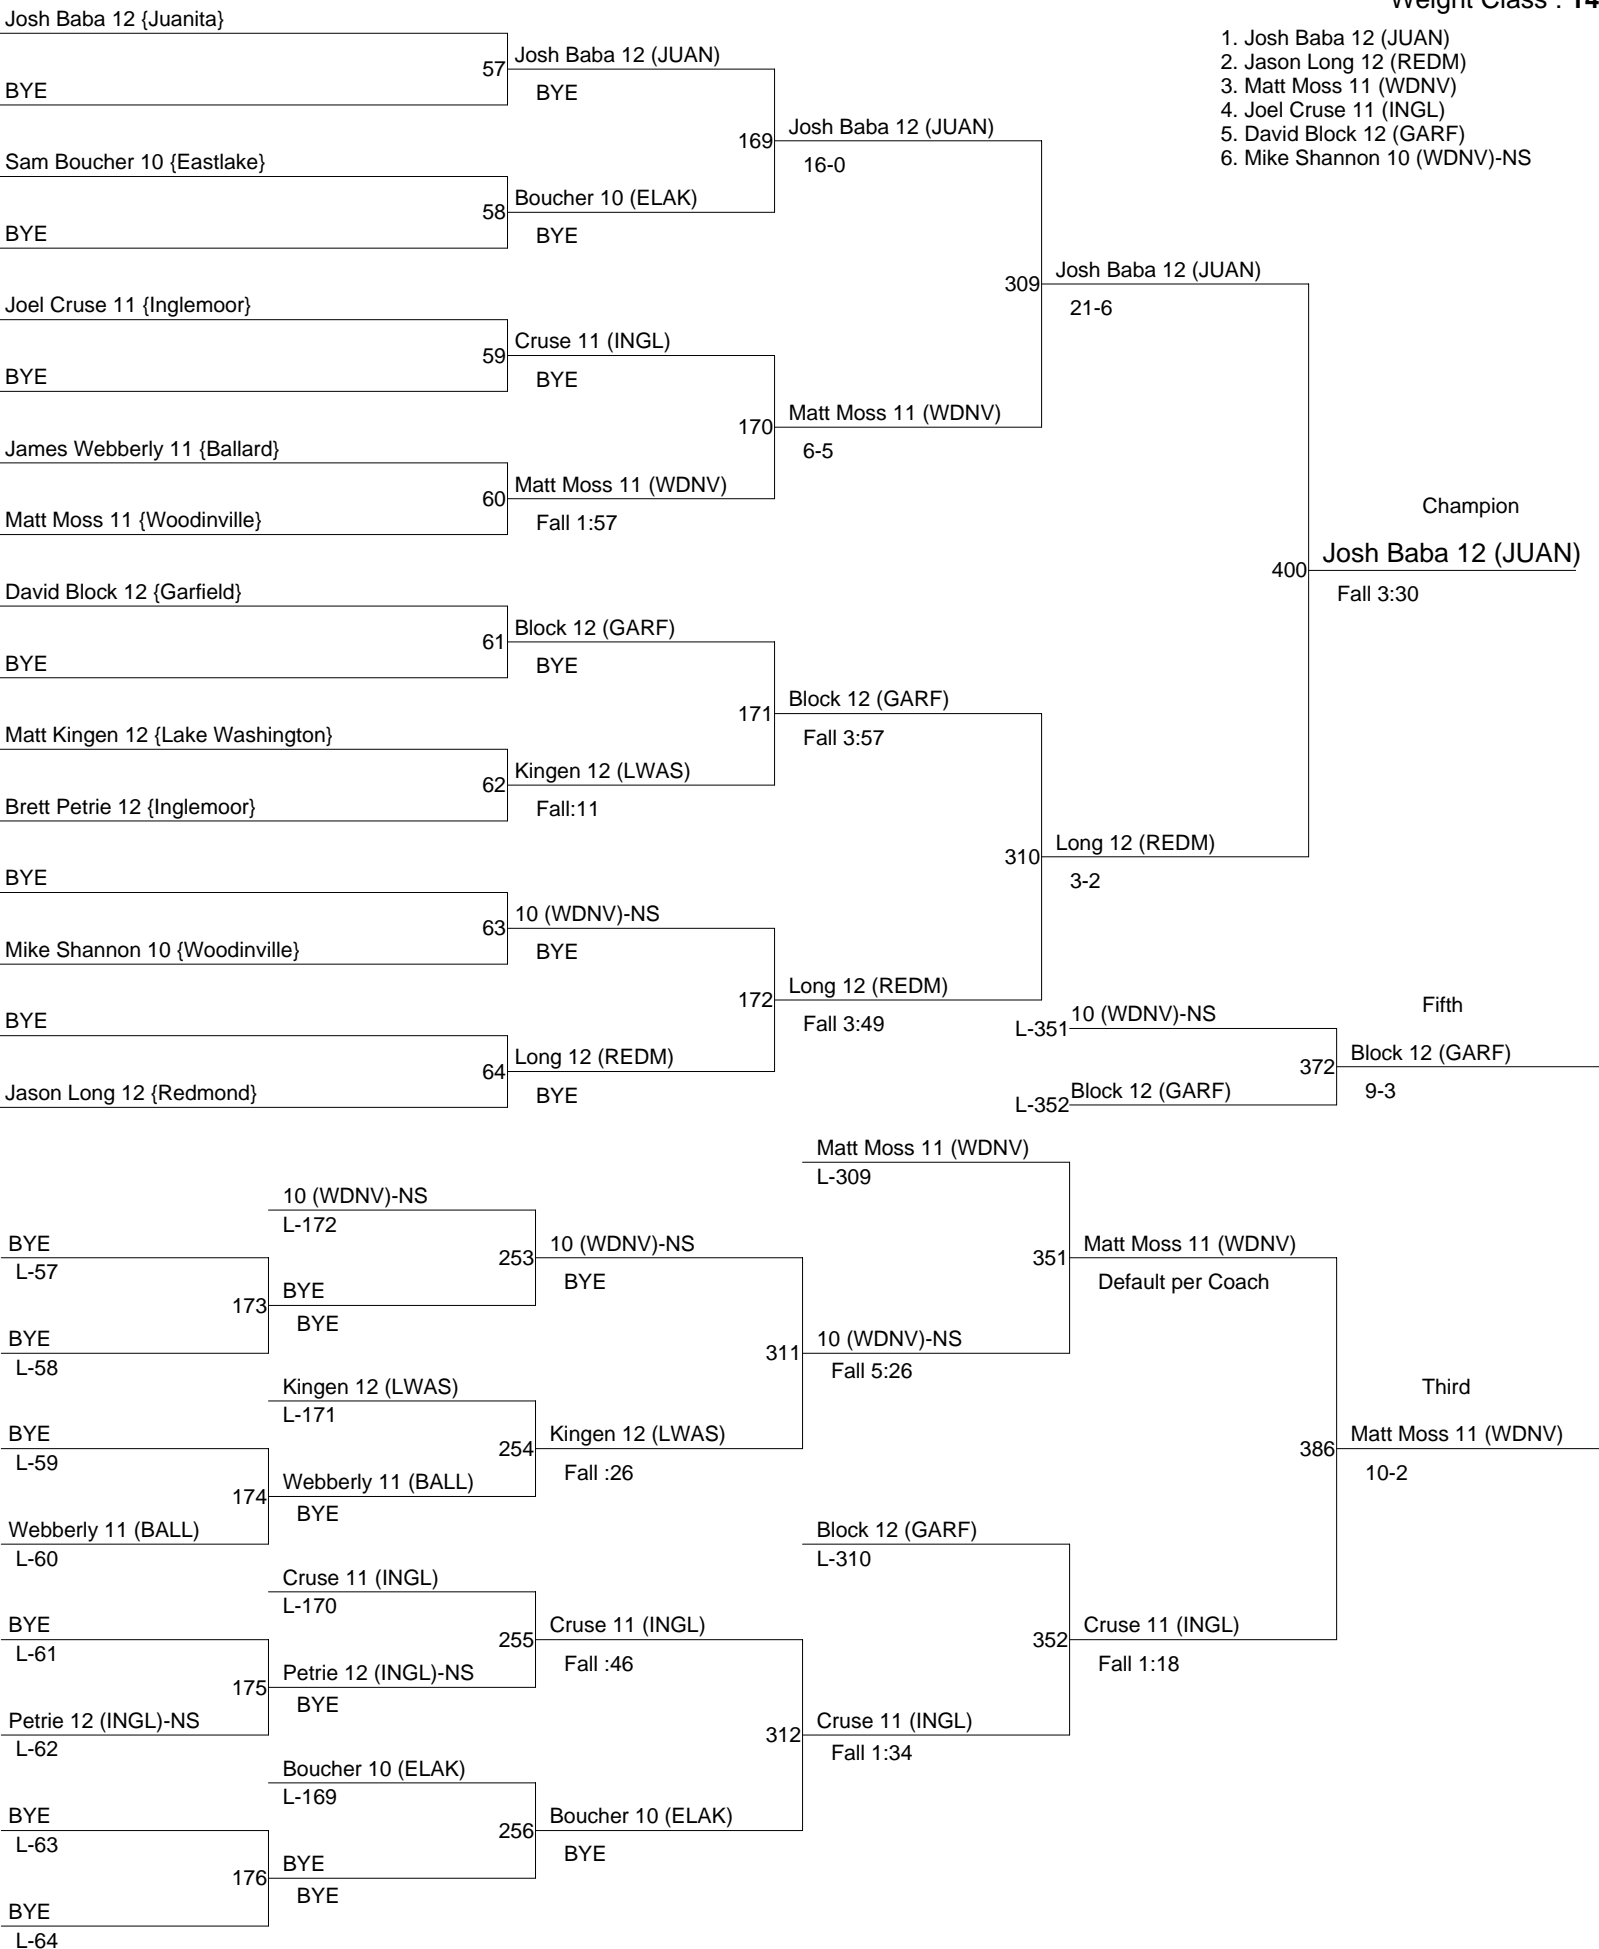 Weight Class : 14
1. Josh Baba 12 (JUAN)
2. Jason Long 12 (REDM)
3. Matt Moss 11 (WDNV)
4. Joel Cruse 11 (INGL)
5. David Block 12 (GARF)
6. Mike Shannon 10 (WDNV)-NS
Josh Baba 12 {Juanita}
BYE
Sam Boucher 10 {Eastlake}
BYE
Joel Cruse 11 {Inglemoor}
BYE
James Webberly 11 {Ballard}
Matt Moss 11 {Woodinville}
David Block 12 {Garfield}
BYE
Matt Kingen 12 {Lake Washington}
Brett Petrie 12 {Inglemoor}
BYE
Mike Shannon 10 {Woodinville}
BYE
Jason Long 12 {Redmond}
57 Josh Baba 12 (JUAN)
BYE
58 Boucher 10 (ELAK)
BYE
59 Cruse 11 (INGL)
BYE
60 Matt Moss 11 (WDNV)
Fall 1:57
61 Block 12 (GARF)
BYE
62 Kingen 12 (LWAS)
Fall:11
63 10 (WDNV)-NS
BYE
64 Long 12 (REDM)
BYE
169 Josh Baba 12 (JUAN)
16-0
170 Matt Moss 11 (WDNV)
6-5
171 Block 12 (GARF)
Fall 3:57
172 Long 12 (REDM)
Fall 3:49
309 Josh Baba 12 (JUAN)
21-6
310 Long 12 (REDM)
3-2
Champion
400 Josh Baba 12 (JUAN)
Fall 3:30
Fifth
L-351 10 (WDNV)-NS
L-352 Block 12 (GARF)
372 Block 12 (GARF)
9-3
BYE
L-57
BYE
L-58
BYE
L-59
Webberly 11 (BALL)
L-60
BYE
L-61
Petrie 12 (INGL)-NS
L-62
BYE
L-63
BYE
L-64
10 (WDNV)-NS
L-172
173 BYE
BYE
Kingen 12 (LWAS)
L-171
174 Webberly 11 (BALL)
BYE
Cruse 11 (INGL)
L-170
175 Petrie 12 (INGL)-NS
BYE
Boucher 10 (ELAK)
L-169
176 BYE
BYE
253 10 (WDNV)-NS
BYE
254 Kingen 12 (LWAS)
Fall :26
255 Cruse 11 (INGL)
Fall :46
256 Boucher 10 (ELAK)
BYE
Matt Moss 11 (WDNV)
L-309
311 10 (WDNV)-NS
Fall 5:26
Block 12 (GARF)
L-310
312 Cruse 11 (INGL)
Fall 1:34
351 Matt Moss 11 (WDNV)
Default per Coach
352 Cruse 11 (INGL)
Fall 1:18
Third
386 Matt Moss 11 (WDNV)
10-2